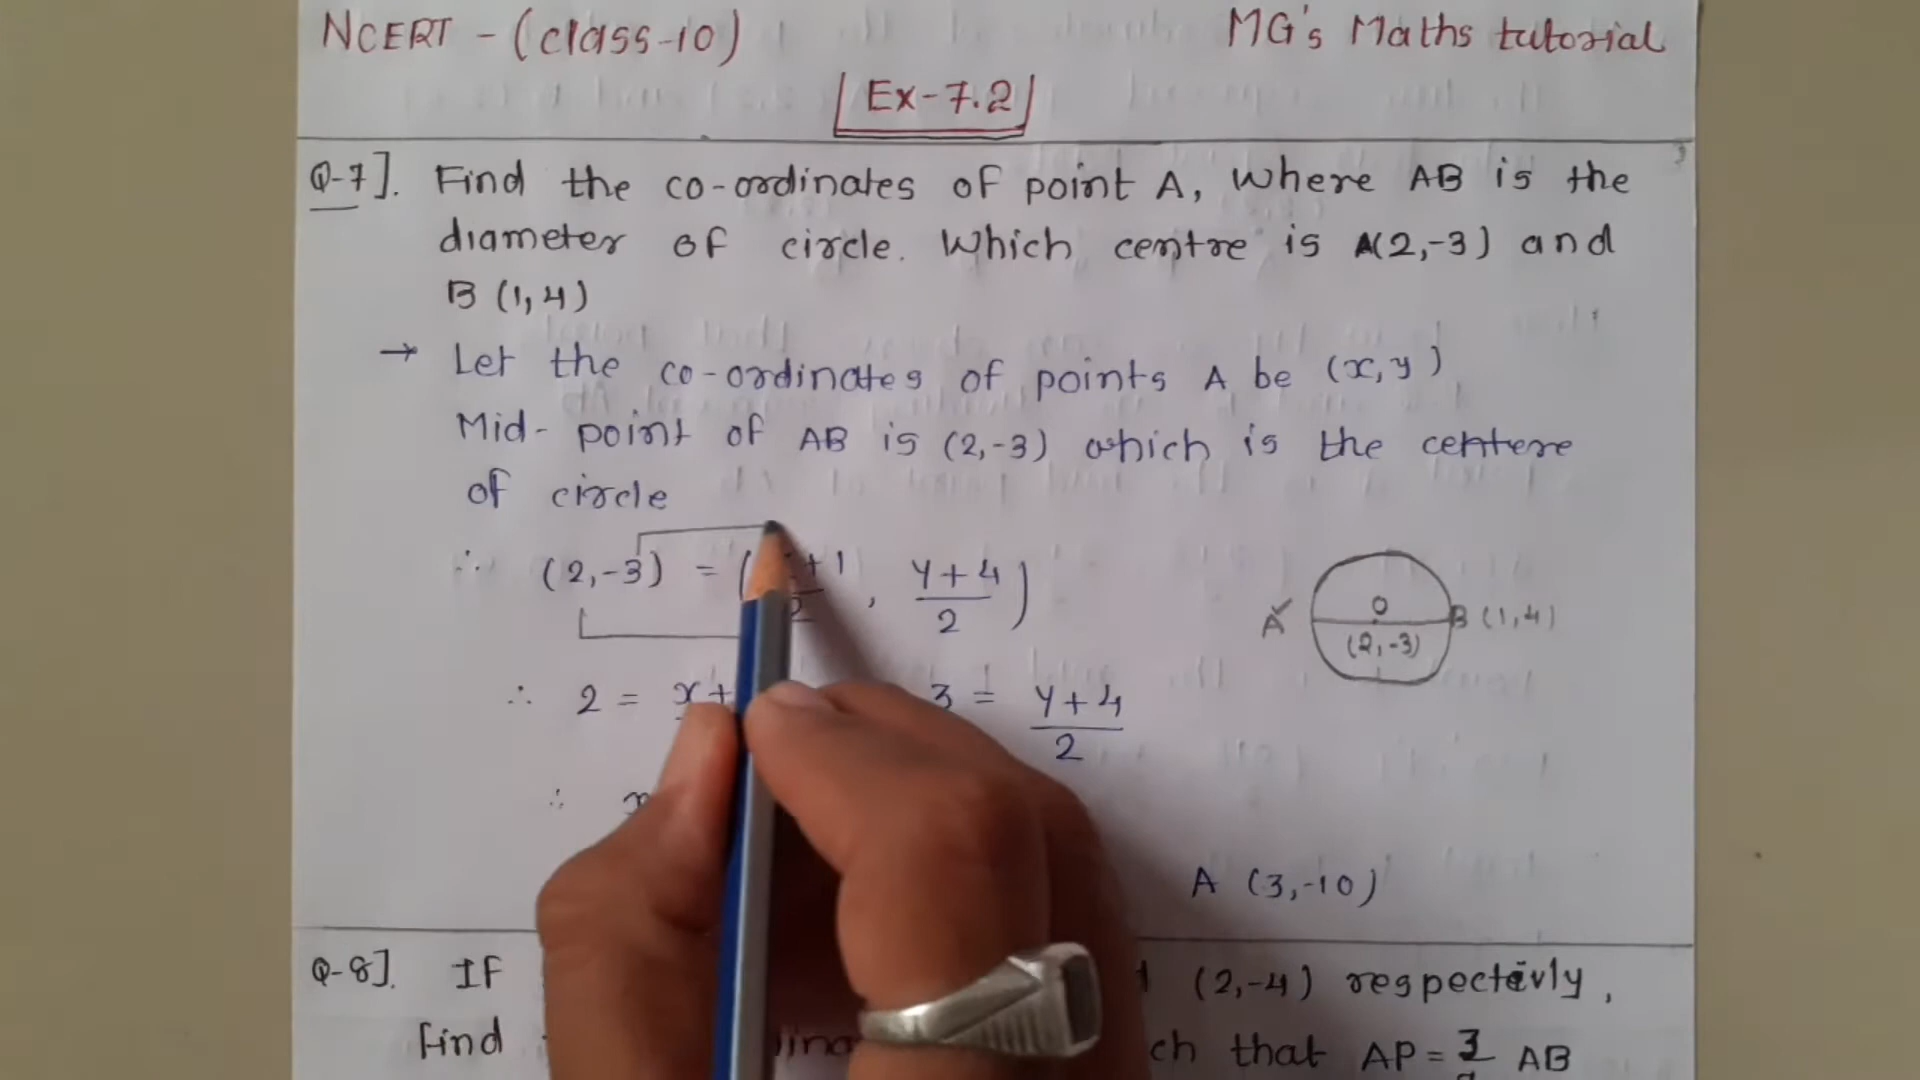 NCERT - (class-10)
MG's Maths tutorial
Ex-7.2
Q-7]. Find the co-ordinates of point A, where AB is the
diameter of circle. Which centre is A(2,-3) and
B (1,4)
→ Let the co-ordinates of points A be (x,y)
Mid-point of AB is (2,-3) which is the centere
of circle
∴ (2,-3) = ( +1/2 , y+4/2 )
A O B (1,4)
(2,-3)
∴ 2 = x+ 3 = y+4/2
∴ x
A (3,-10)
Q-8]. If (2,-4) respectively,
Find that AP = 3 AB